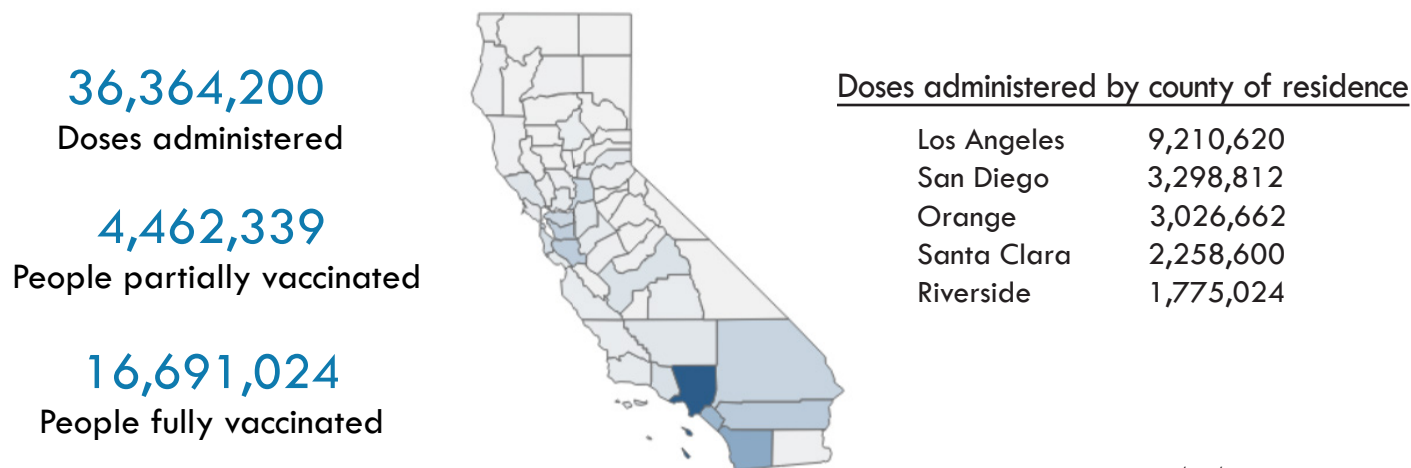 36,364,200
Doses administered
4,462,339
People partially vaccinated
16,691,024
People fully vaccinated
Doses administered by county of residence
Los Angeles 9,210,620
San Diego 3,298,812
Orange 3,026,662
Santa Clara 2,258,600
Riverside 1,775,024